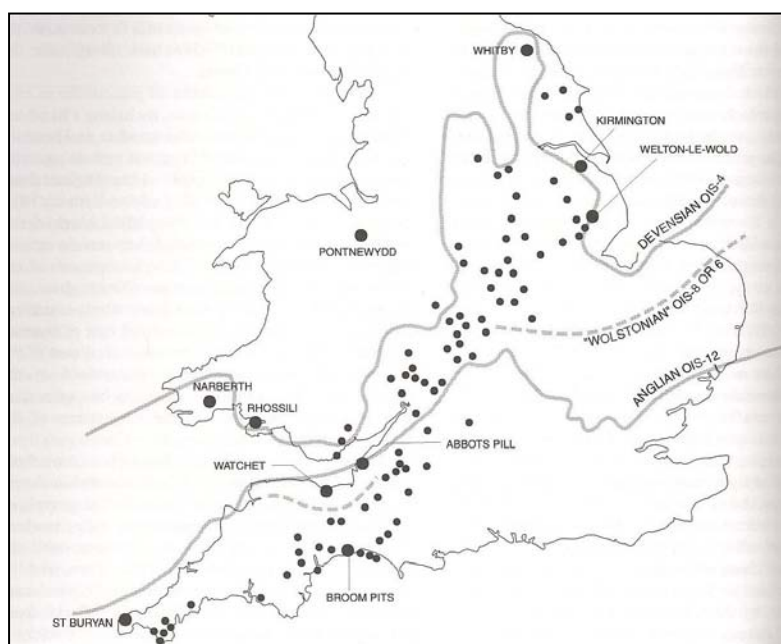 WHITBY
KIRMINGTON
WELTON-LE-WOLD
DEVENSIAN OIS-4
PONTNEWYDD
"WOLSTONIAN" OIS-8 OR 6
ANGLIAN OIS-12
NARBERTH
RHOSSILI
ABBOTS PILL
WATCHET
BROOM PITS
ST BURYAN